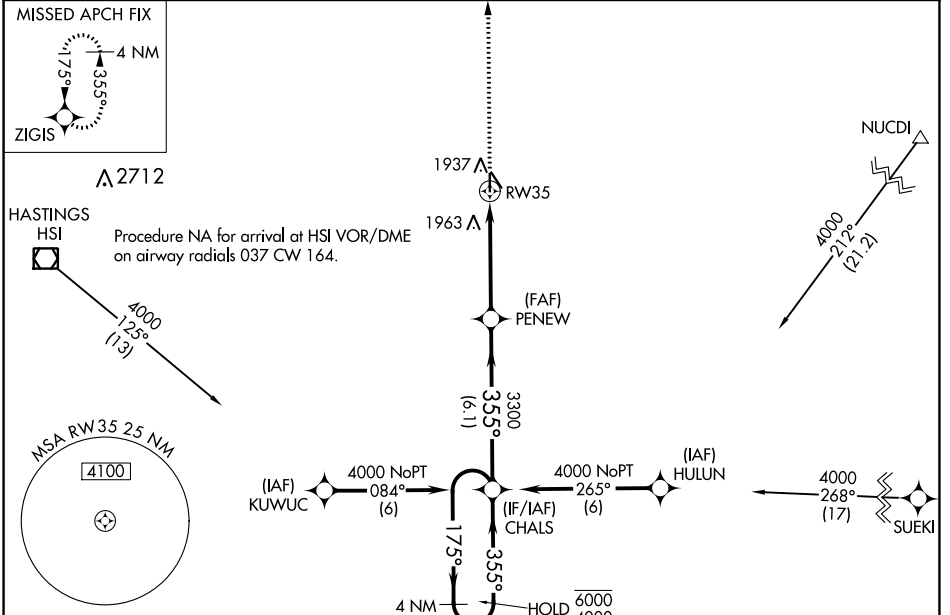 MISSED APCH FIX
4 NM
175°
355°
ZIGIS
2712
HASTINGS
HSI
Procedure NA for arrival at HSI VOR/DME
on airway radials 037 CW 164.
4000
125°
(13)
1937
RW35
1963
NUCDI
4000
212°
(21.2)
(FAF)
PENEW
3300
355°
(6.1)
MSA RW35 25 NM
4100
(IAF)
KUWUC
4000 NoPT
084°
(6)
(IF/IAF)
CHALS
4000 NoPT
265°
(6)
(IAF)
HULUN
4000
268°
(17)
SUEKI
175°
355°
4 NM
HOLD
6000
4000